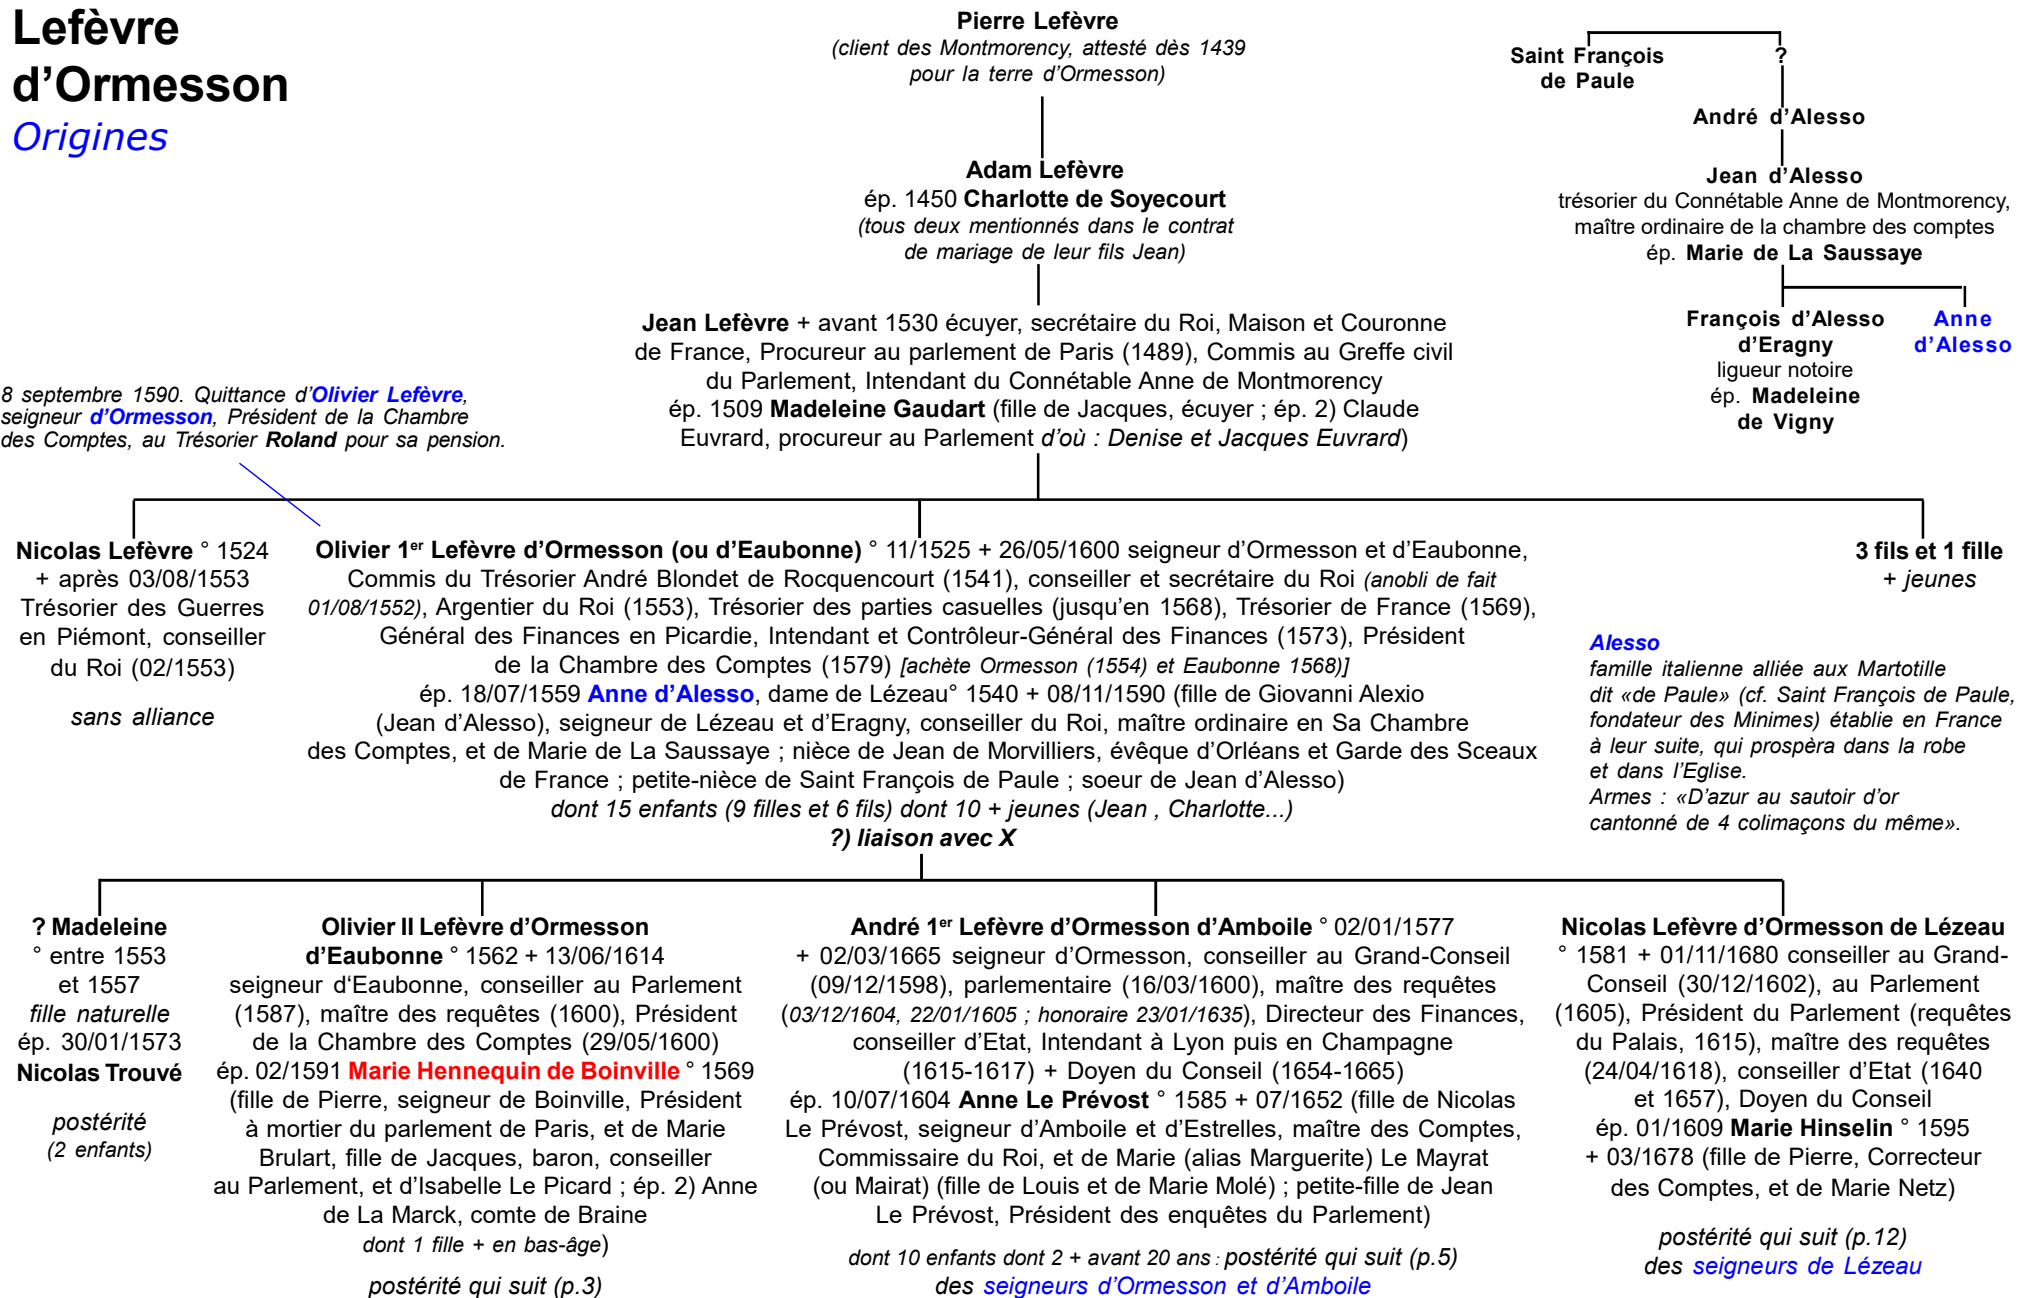 Lefèvre
d’Ormesson
Origines
Pierre Lefèvre
(client des Montmorency, attesté dès 1439
pour la terre d’Ormesson)
Adam Lefèvre
ép. 1450 Charlotte de Soyecourt
(tous deux mentionnés dans le contrat
de mariage de leur fils Jean)
Jean Lefèvre + avant 1530 écuyer, secrétaire du Roi, Maison et Couronne
de France, Procureur au parlement de Paris (1489), Commis au Greffe civil
du Parlement, Intendant du Connétable Anne de Montmorency
ép. 1509 Madeleine Gaudart (fille de Jacques, écuyer ; ép. 2) Claude
Euvrard, procureur au Parlement d’où : Denise et Jacques Euvrard)
Saint François
de Paule
?
André d’Alesso
Jean d’Alesso
trésorier du Connétable Anne de Montmorency,
maître ordinaire de la chambre des comptes
ép. Marie de La Saussaye
François d’Alesso
d’Eragny
ligueur notoire
ép. Madeleine
de Vigny
Anne
d’Alesso
8 septembre 1590. Quittance d’Olivier Lefèvre,
seigneur d’Ormesson, Président de la Chambre
des Comptes, au Trésorier Roland pour sa pension.
Nicolas Lefèvre ° 1524
+ après 03/08/1553
Trésorier des Guerres
en Piémont, conseiller
du Roi (02/1553)
sans alliance
Olivier 1er Lefèvre d’Ormesson (ou d’Eaubonne) ° 11/1525 + 26/05/1600 seigneur d’Ormesson et d’Eaubonne,
Commis du Trésorier André Blondet de Rocquencourt (1541), conseiller et secrétaire du Roi (anobli de fait
01/08/1552), Argentier du Roi (1553), Trésorier des parties casuelles (jusqu’en 1568), Trésorier de France (1569),
Général des Finances en Picardie, Intendant et Contrôleur-Général des Finances (1573), Président
de la Chambre des Comptes (1579) [achète Ormesson (1554) et Eaubonne 1568)]
ép. 18/07/1559 Anne d’Alesso, dame de Lézeau° 1540 + 08/11/1590 (fille de Giovanni Alexio
(Jean d’Alesso), seigneur de Lézeau et d’Eragny, conseiller du Roi, maître ordinaire en Sa Chambre
des Comptes, et de Marie de La Saussaye ; nièce de Jean de Morvilliers, évêque d’Orléans et Garde des Sceaux
de France ; petite-nièce de Saint François de Paule ; soeur de Jean d’Alesso)
dont 15 enfants (9 filles et 6 fils) dont 10 + jeunes (Jean , Charlotte...)
?) liaison avec X
3 fils et 1 fille
+ jeunes
Alesso
famille italienne alliée aux Martotille
dit «de Paule» (cf. Saint François de Paule,
fondateur des Minimes) établie en France
à leur suite, qui prospèra dans la robe
et dans l’Eglise.
Armes : «D’azur au sautoir d’or
cantonné de 4 colimaçons du même».
? Madeleine
° entre 1553
et 1557
fille naturelle
ép. 30/01/1573
Nicolas Trouvé
postérité
(2 enfants)
Olivier II Lefèvre d’Ormesson
d’Eaubonne ° 1562 + 13/06/1614
seigneur d‘Eaubonne, conseiller au Parlement
(1587), maître des requêtes (1600), Président
de la Chambre des Comptes (29/05/1600)
ép. 02/1591 Marie Hennequin de Boinville ° 1569
(fille de Pierre, seigneur de Boinville, Président
à mortier du parlement de Paris, et de Marie
Brulart, fille de Jacques, baron, conseiller
au Parlement, et d’Isabelle Le Picard ; ép. 2) Anne
de La Marck, comte de Braine
dont 1 fille + en bas-âge)
postérité qui suit (p.3)
André 1er Lefèvre d’Ormesson d’Amboile ° 02/01/1577
+ 02/03/1665 seigneur d’Ormesson, conseiller au Grand-Conseil
(09/12/1598), parlementaire (16/03/1600), maître des requêtes
(03/12/1604, 22/01/1605 ; honoraire 23/01/1635), Directeur des Finances,
conseiller d’Etat, Intendant à Lyon puis en Champagne
(1615-1617) + Doyen du Conseil (1654-1665)
ép. 10/07/1604 Anne Le Prévost ° 1585 + 07/1652 (fille de Nicolas
Le Prévost, seigneur d’Amboile et d’Estrelles, maître des Comptes,
Commissaire du Roi, et de Marie (alias Marguerite) Le Mayrat
(ou Mairat) (fille de Louis et de Marie Molé) ; petite-fille de Jean
Le Prévost, Président des enquêtes du Parlement)
dont 10 enfants dont 2 + avant 20 ans : postérité qui suit (p.5)
des seigneurs d’Ormesson et d’Amboile
Nicolas Lefèvre d’Ormesson de Lézeau
° 1581 + 01/11/1680 conseiller au Grand-
Conseil (30/12/1602), au Parlement
(1605), Président du Parlement (requêtes
du Palais, 1615), maître des requêtes
(24/04/1618), conseiller d’Etat (1640
et 1657), Doyen du Conseil
ép. 01/1609 Marie Hinselin ° 1595
+ 03/1678 (fille de Pierre, Correcteur
des Comptes, et de Marie Netz)
postérité qui suit (p.12)
des seigneurs de Lézeau